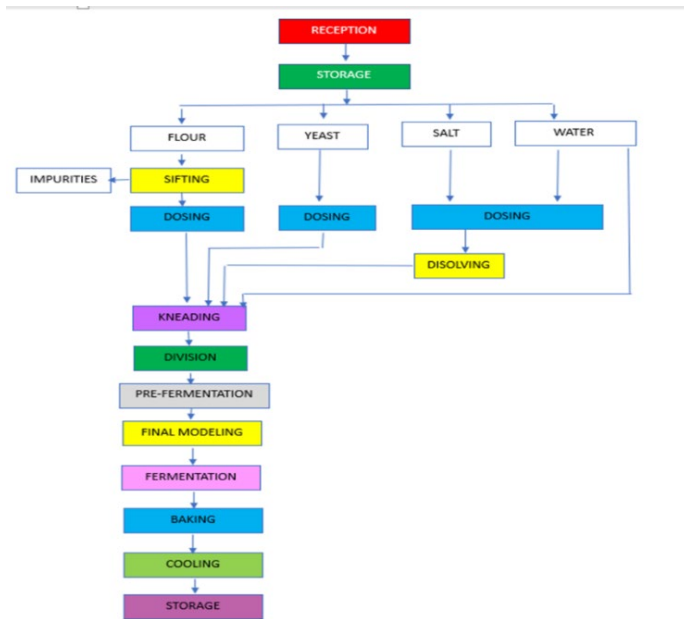 RECEPTION
STORAGE
FLOUR
YEAST
SALT
WATER
IMPURITIES
SIFTING
DOSING
DOSING
DOSING
DISOLVING
KNEADING
DIVISION
PRE-FERMENTATION
FINAL MODELING
FERMENTATION
BAKING
COOLING
STORAGE